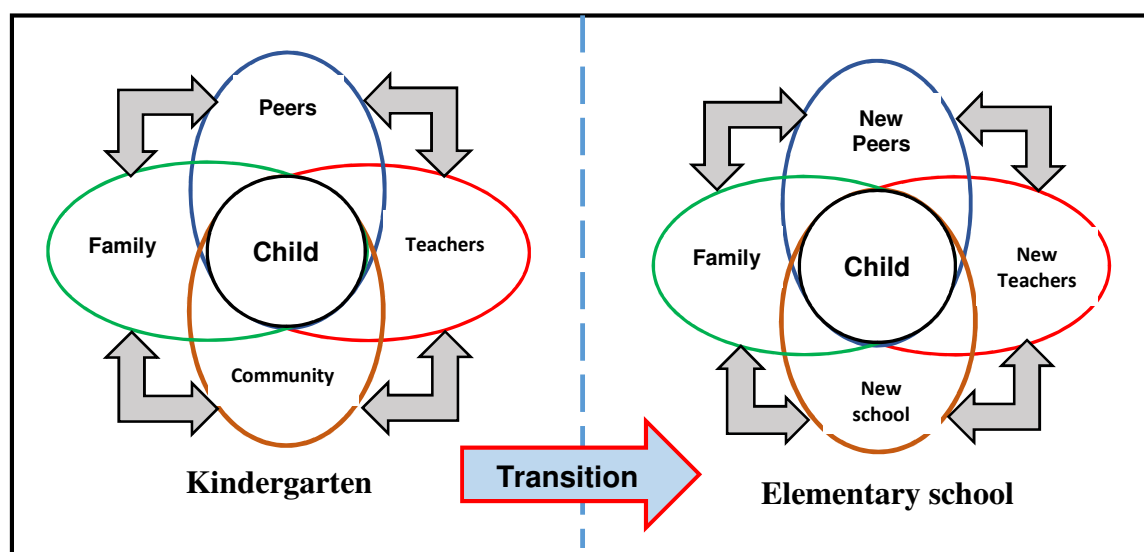 Peers
Family
Child
Teachers
Community
Kindergarten
New
Peers
Family
Child
New
Teachers
New
school
Elementary school
Transition